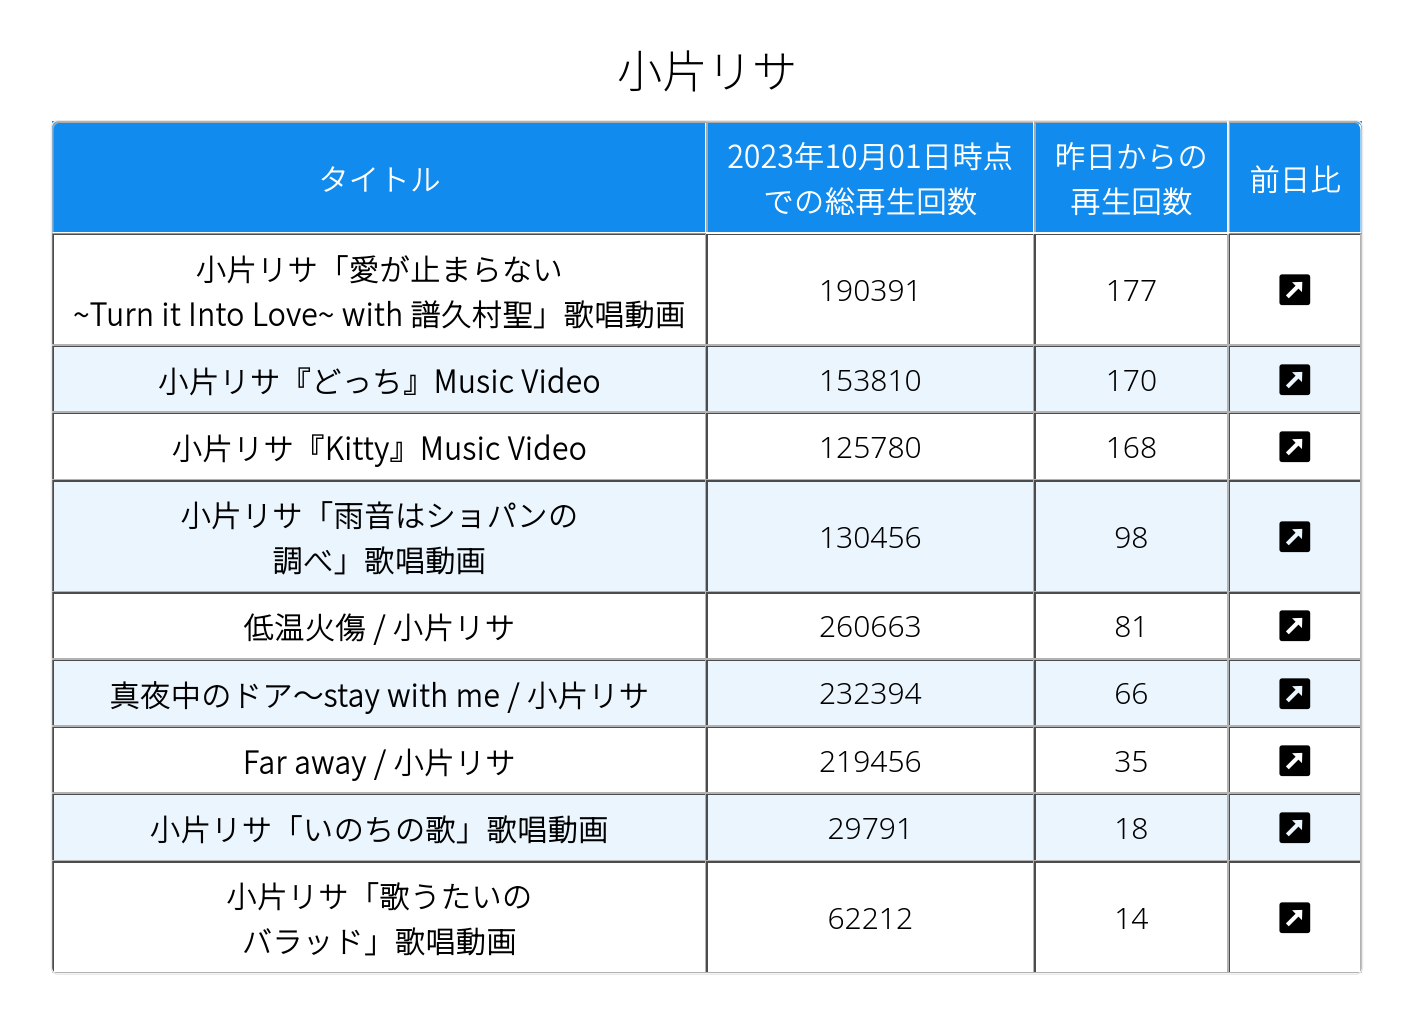 小片リサ
タイトル
2023年10月01日時点
での総再生回数
昨日からの
再生回数
前日比
小片リサ「愛が止まらない
~Turn it Into Love~ with 譜久村聖」歌唱動画
190391
177
小片リサ『どっち』Music Video
153810
170
小片リサ『Kitty』Music Video
125780
168
小片リサ「雨音はショパンの
調べ」歌唱動画
130456
98
低温火傷 / 小片リサ
260663
81
真夜中のドア〜stay with me / 小片リサ
232394
66
Far away / 小片リサ
219456
35
小片リサ「いのちの歌」歌唱動画
29791
18
小片リサ「歌うたいの
バラッド」歌唱動画
62212
14